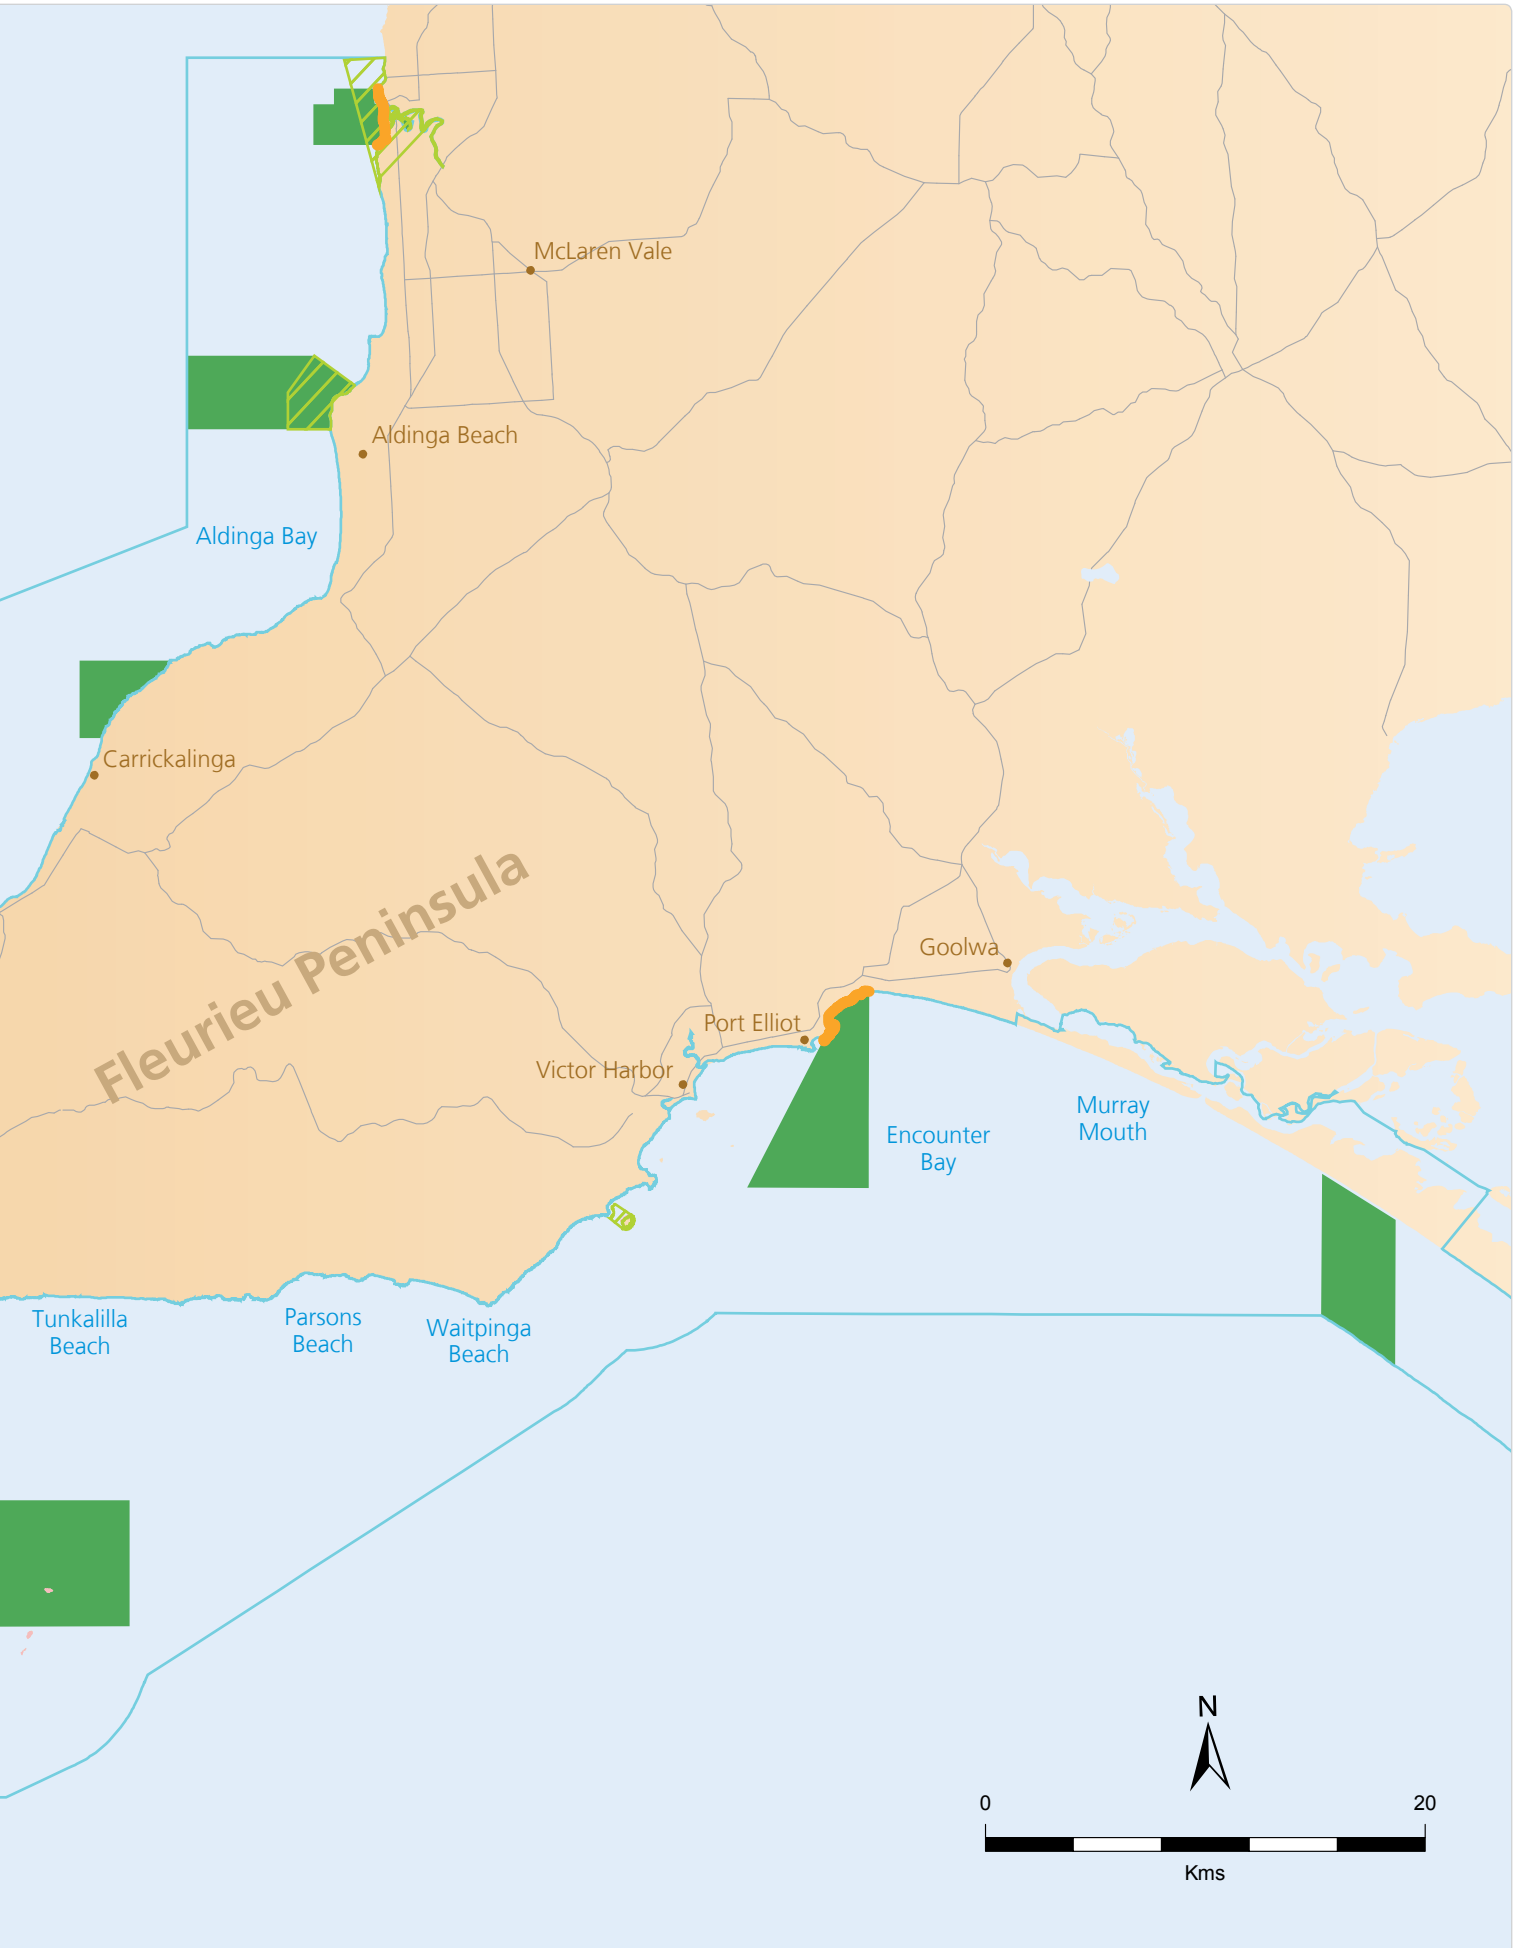 McLaren Vale
Aldinga Beach
Aldinga Bay
Carrickalinga
Fleurieu Peninsula
Goolwa
Port Elliot
Victor Harbor
Murray
Mouth
Encounter
Bay
Tunkalilla
Beach
Parsons
Beach
Waitpinga
Beach
N
0 20
Kms